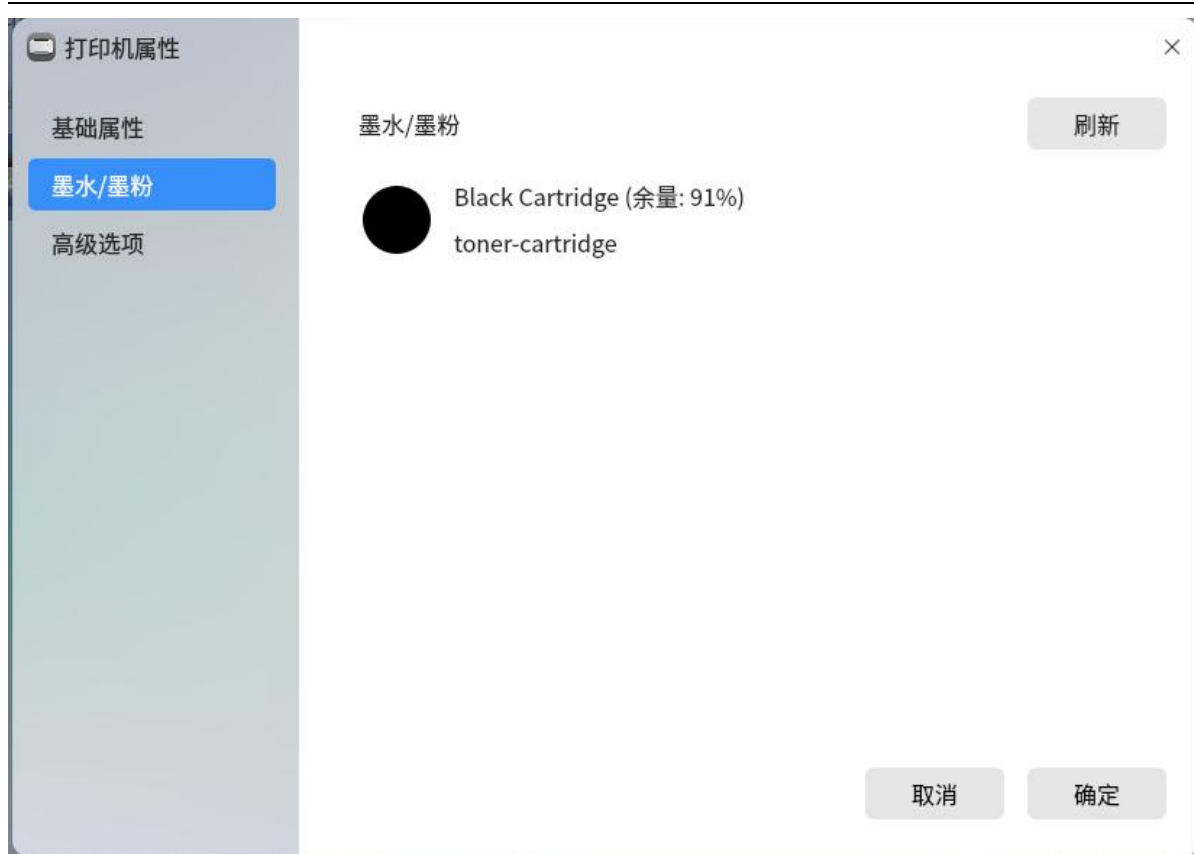 打印机属性
基础属性
墨水/墨粉
高级选项
墨水/墨粉
刷新
Black Cartridge (余量: 91%)
toner-cartridge
取消
确定